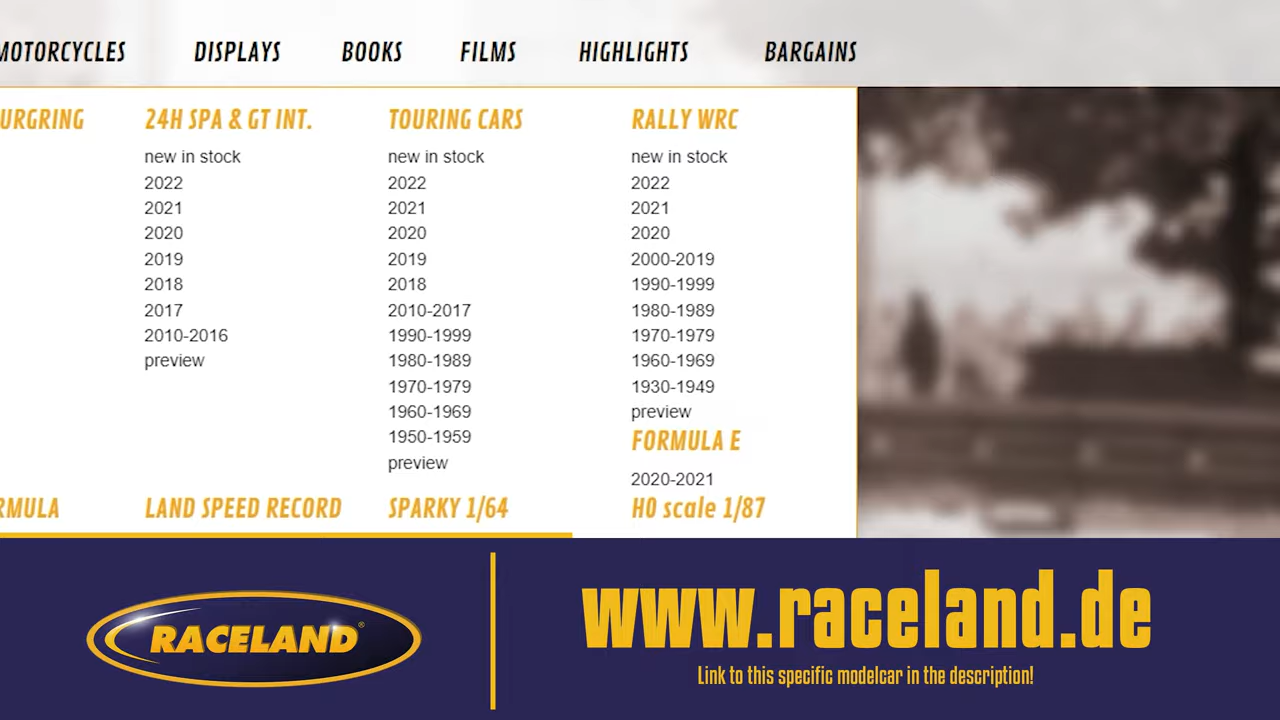 MOTORCYCLES DISPLAYS BOOKS FILMS HIGHLIGHTS BARGAINS
URGRING
24H SPA & GT INT.
new in stock
2022
2021
2020
2019
2018
2017
2010-2016
preview
TOURING CARS
new in stock
2022
2021
2020
2019
2018
2010-2017
1990-1999
1980-1989
1970-1979
1960-1969
1950-1959
preview
RALLY WRC
new in stock
2022
2021
2020
2000-2019
1990-1999
1980-1989
1970-1979
1960-1969
1930-1949
preview
FORMULA E
2020-2021
RMULA LAND SPEED RECORD SPARKY 1/64 H0 scale 1/87
RACELAND®
www.raceland.de
Link to this specific modelcar in the description!